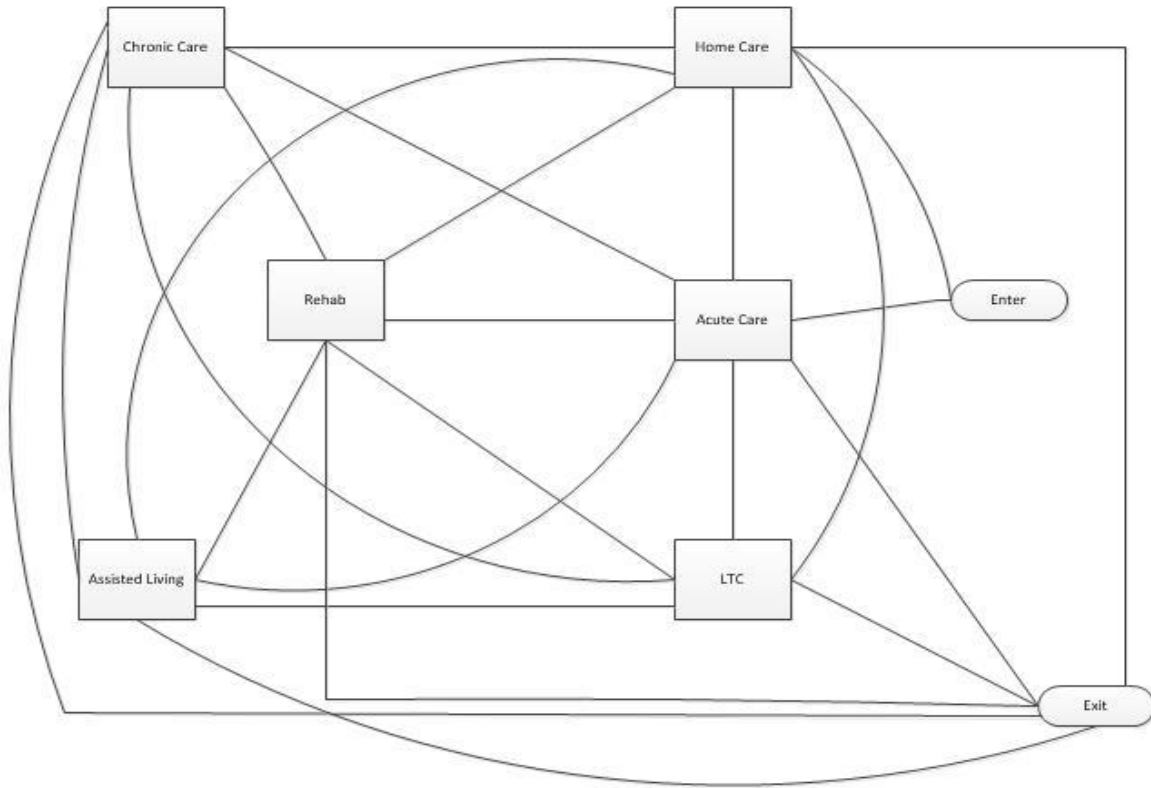 Chronic Care
Home Care
Rehab
Acute Care
Enter
Assisted Living
LTC
Exit